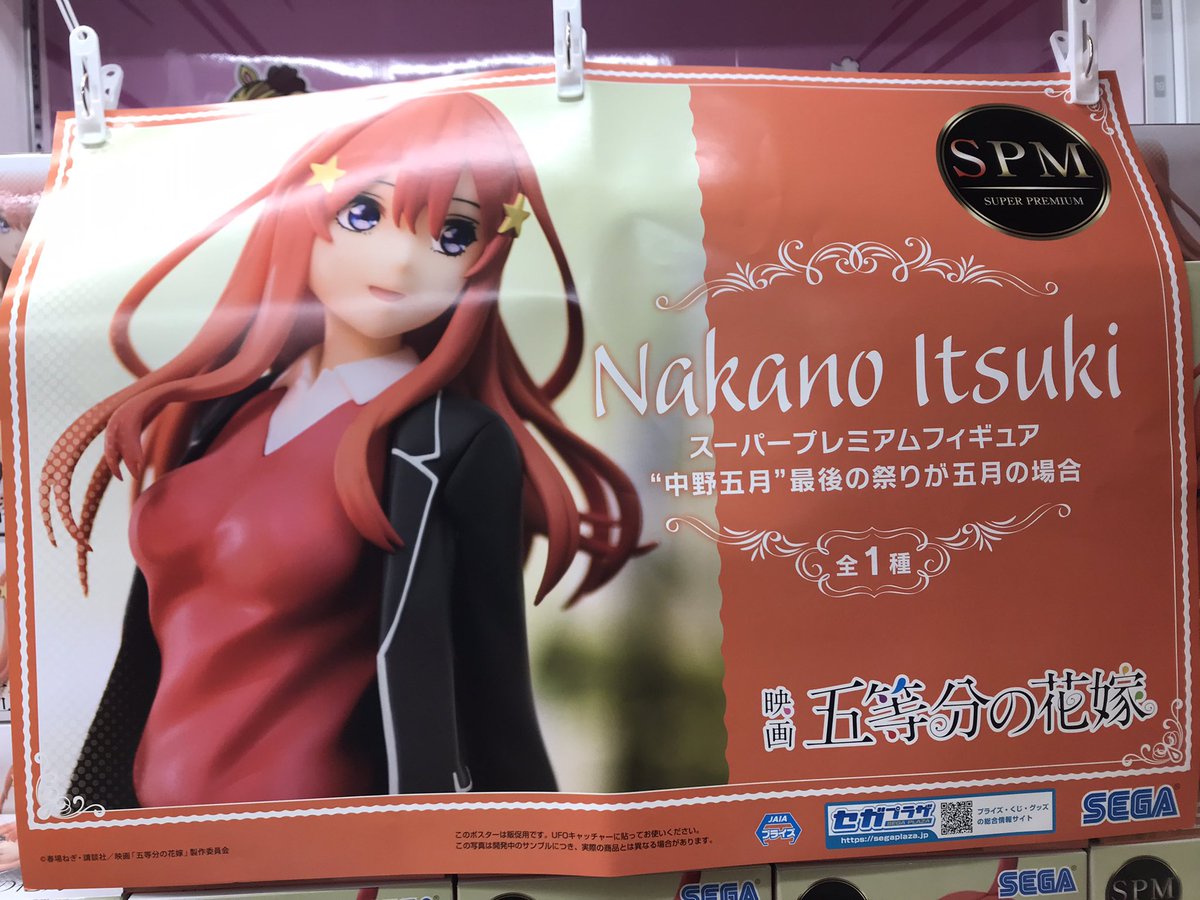 SPM
SUPER PREMIUM
Nakano Itsuki
スーパープレミアムフィギュア
“中野五月”最後の祭りが五月の場合
全1種
映画 五等分の花嫁
©春場ねぎ・講談社／映画「五等分の花嫁」製作委員会
このポスターは販促用です。UFOキャッチャーに貼ってお使いください。
この写真は開発中のサンプルにつき、実際の商品とは異なる場合があります。
JAIA
プライズ
セガプラザ
SEGA PLAZA
https://segaplaza.jp
プライズ・くじ・グッズ
の総合情報サイト
SEGA
SEGA
SEGA
SPM